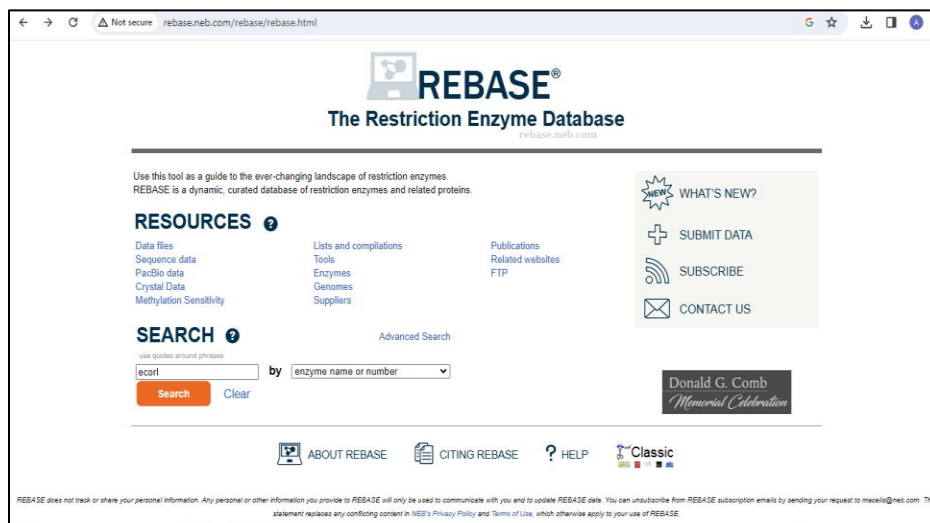 Not secure rebase.neb.com/rebase/rebase.html
A
REBASE®
The Restriction Enzyme Database
rebase.neb.com
Use this tool as a guide to the ever-changing landscape of restriction enzymes.
REBASE is a dynamic, curated database of restriction enzymes and related proteins.
RESOURCES ?
Data files Lists and compilations Publications
Sequence data Tools Related websites
PacBio data Enzymes FTP
Crystal Data Genomes
Methylation Sensitivity Suppliers
NEW WHAT'S NEW?
SUBMIT DATA
SUBSCRIBE
CONTACT US
SEARCH ? Advanced Search
use quotes around phrases
ecorl by enzyme name or number
Search Clear
Donald G. Comb
Memorial Celebration
ABOUT REBASE CITING REBASE ? HELP Classic
REBASE does not track or share your personal information. Any personal or other information you provide to REBASE will only be used to communicate with you and to update REBASE data. You can unsubscribe from REBASE subscription emails by sending your request to macelis@neb.com. Th
statement replaces any conflicting content in NEB's Privacy Policy and Terms of Use, which otherwise apply to your use of REBASE.